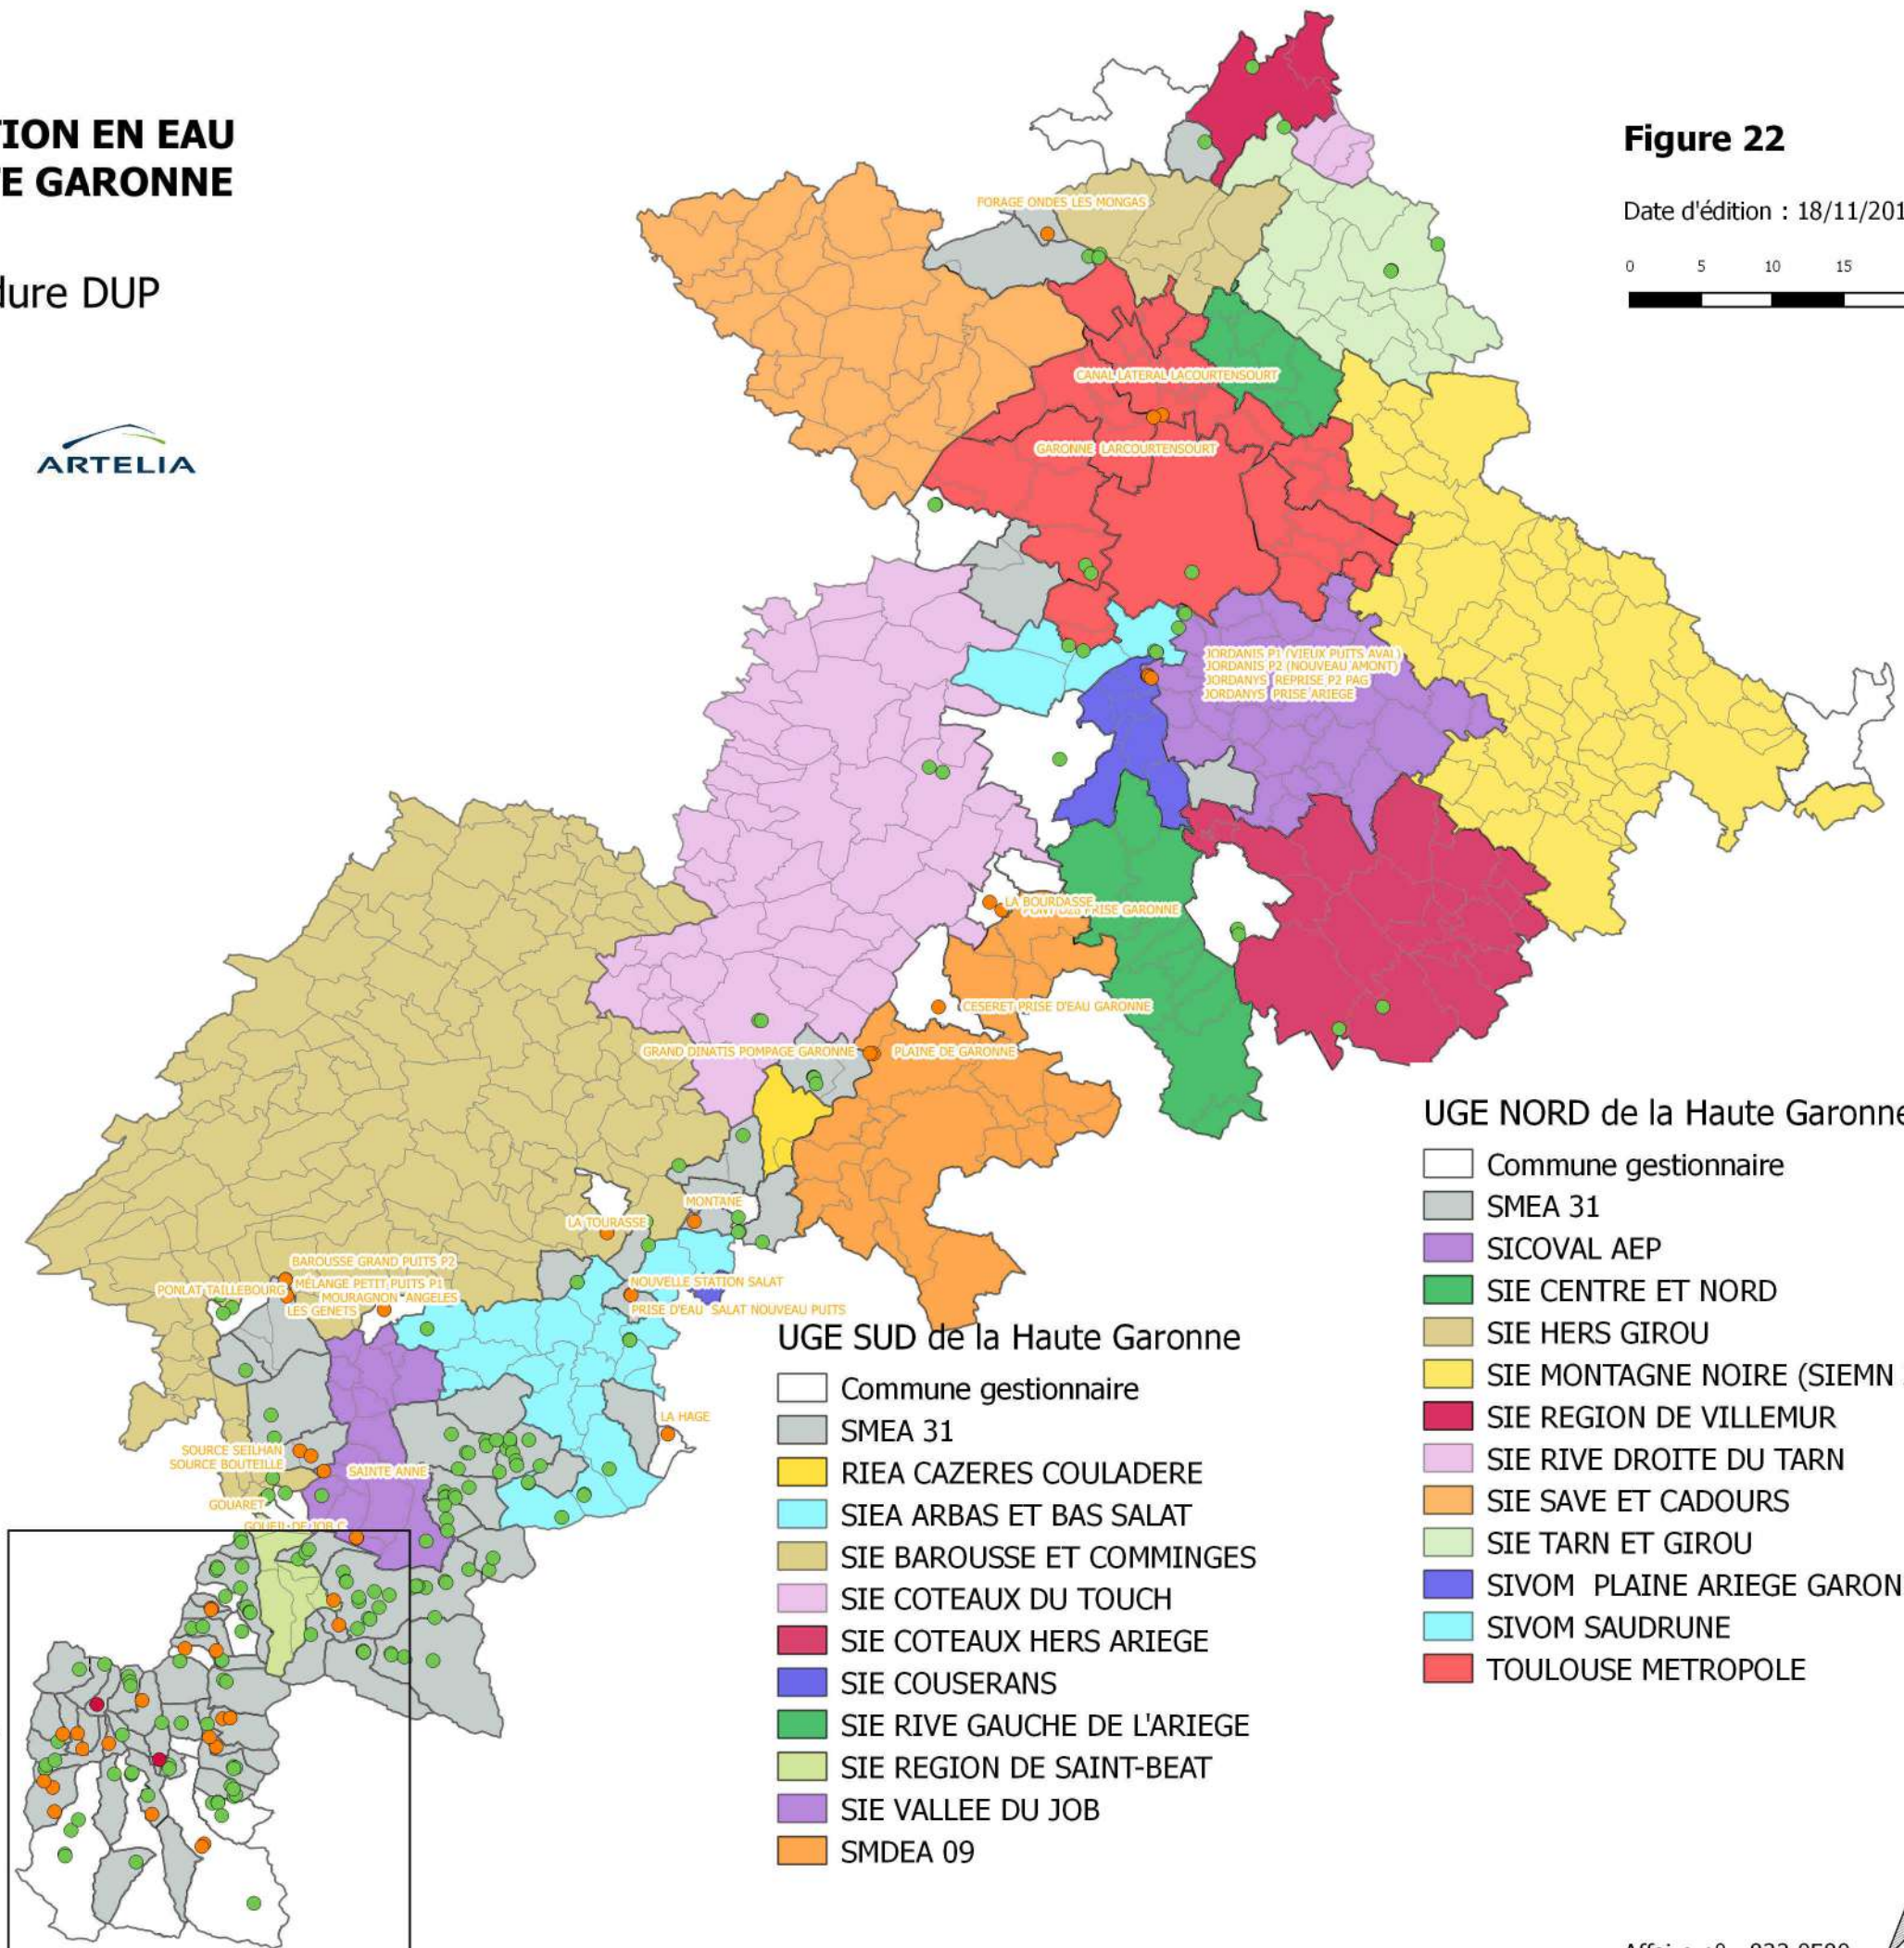 TION EN EAU
E GARONNE
dure DUP
ARTELIA
Figure 22
Date d'édition : 18/11/201
0 5 10 15
FORAGE ONDES LES MONGAS
CANAL LATERAL LACOURTENSOURT
GARONNE LARCOURTENSOURT
JORDANIS P1 (VIEUX PUITS AVAL)
JORDANIS P2 (NOUVEAU AMONT)
JORDANYS REPRISE P2 PAG
JORDANYS PRISE ARIEGE
LA BOURDASSE
PRISE GARONNE
CESERET PRISE D'EAU GARONNE
GRAND DINATIS POMPAGE GARONNE
PLAINE DE GARONNE
MONTANE
LA TOURASSE
BAROUSSE GRAND PUITS P2
PONLAT TAILLEBOURG
MÉLANGE PETIT PUITS P1
MOURAGNON ANGELES
LES GENETS
NOUVELLE STATION SALAT
PRISE D'EAU SALAT NOUVEAU PUITS
LA HAGE
SOURCE SEILHAN
SOURCE BOUTEILLE
SAINTE ANNE
GOUARET
GOUEIL DE JOB C
UGE SUD de la Haute Garonne
Commune gestionnaire
SMEA 31
RIEA CAZERES COULADERE
SIEA ARBAS ET BAS SALAT
SIE BAROUSSE ET COMMINGES
SIE COTEAUX DU TOUCH
SIE COTEAUX HERS ARIEGE
SIE COUSERANS
SIE RIVE GAUCHE DE L'ARIEGE
SIE REGION DE SAINT-BEAT
SIE VALLEE DU JOB
SMDEA 09
UGE NORD de la Haute Garonne
Commune gestionnaire
SMEA 31
SICOVAL AEP
SIE CENTRE ET NORD
SIE HERS GIROU
SIE MONTAGNE NOIRE (SIEMN
SIE REGION DE VILLEMUR
SIE RIVE DROITE DU TARN
SIE SAVE ET CADOURS
SIE TARN ET GIROU
SIVOM PLAINE ARIEGE GARON
SIVOM SAUDRUNE
TOULOUSE METROPOLE